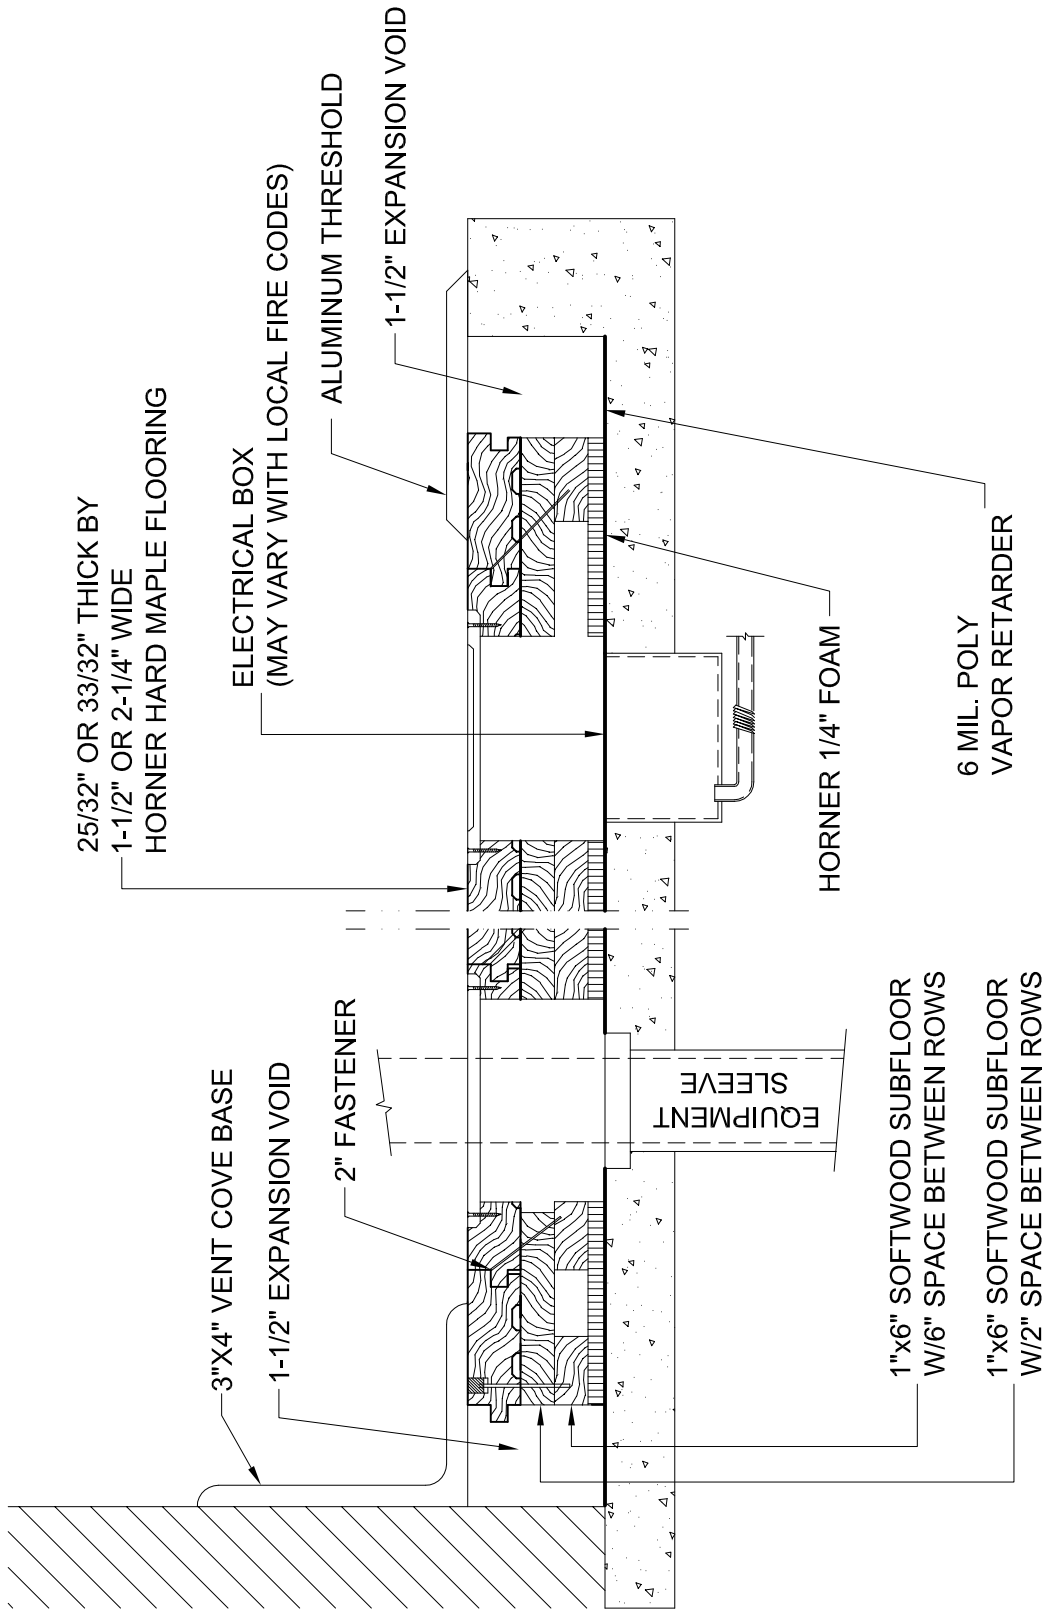 3"X4" VENT COVE BASE
1-1/2" EXPANSION VOID
2" FASTENER
25/32" OR 33/32" THICK BY
1-1/2" OR 2-1/4" WIDE
HORNER HARD MAPLE FLOORING
ELECTRICAL BOX
(MAY VARY WITH LOCAL FIRE CODES)
ALUMINUM THRESHOLD
1-1/2" EXPANSION VOID
EQUIPMENT
SLEEVE
1"x6" SOFTWOOD SUBFLOOR
W/6" SPACE BETWEEN ROWS
1"x6" SOFTWOOD SUBFLOOR
W/2" SPACE BETWEEN ROWS
HORNER 1/4" FOAM
6 MIL. POLY
VAPOR RETARDER